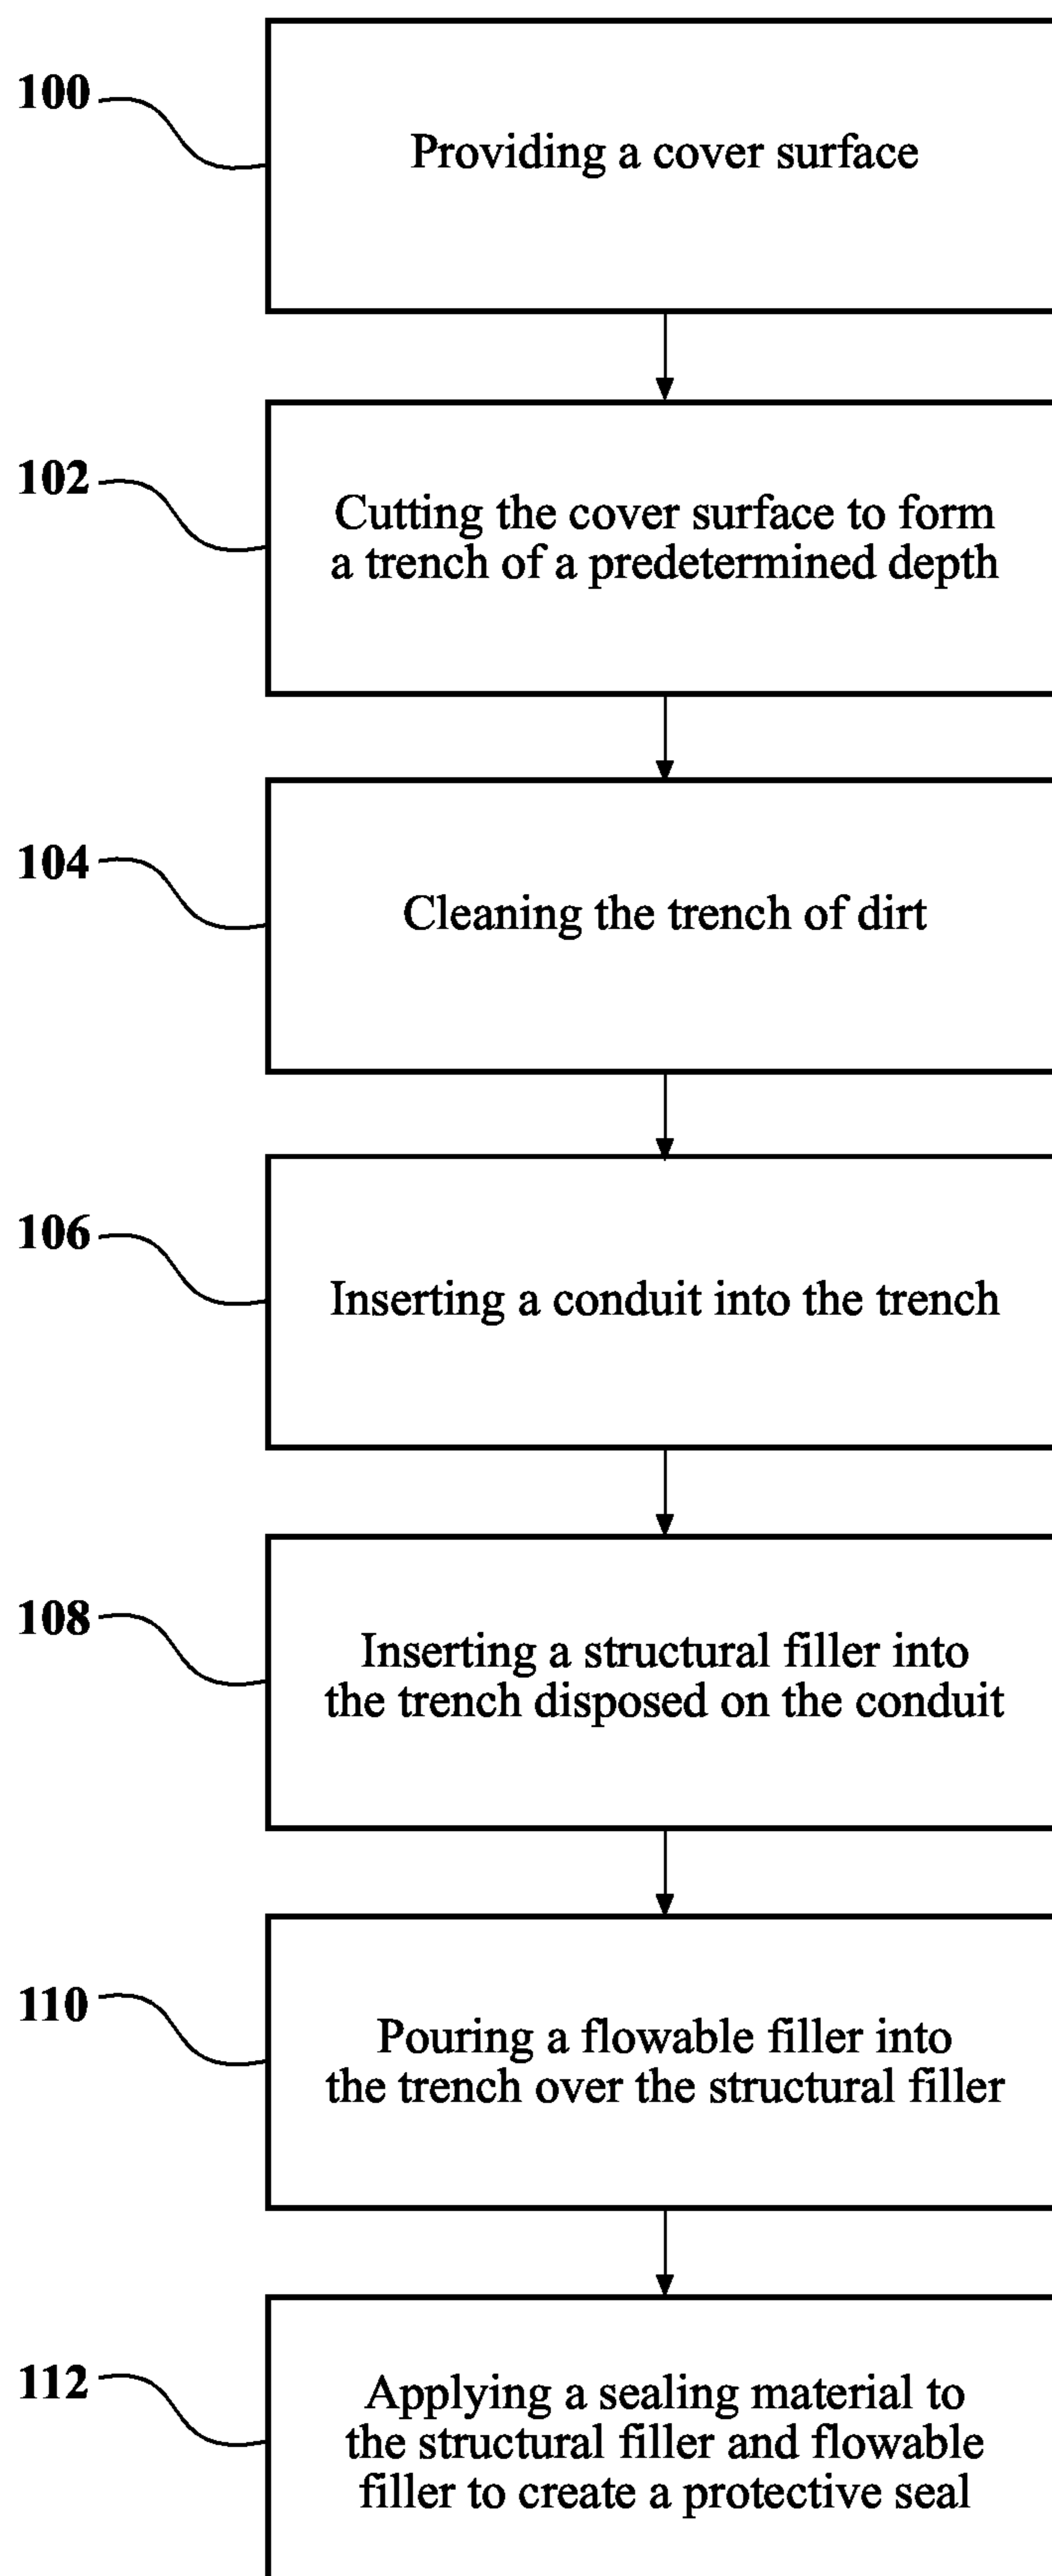 100
Providing a cover surface
102
Cutting the cover surface to form
a trench of a predetermined depth
104
Cleaning the trench of dirt
106
Inserting a conduit into the trench
108
Inserting a structural filler into
the trench disposed on the conduit
110
Pouring a flowable filler into
the trench over the structural filler
112
Applying a sealing material to
the structural filler and flowable
filler to create a protective seal